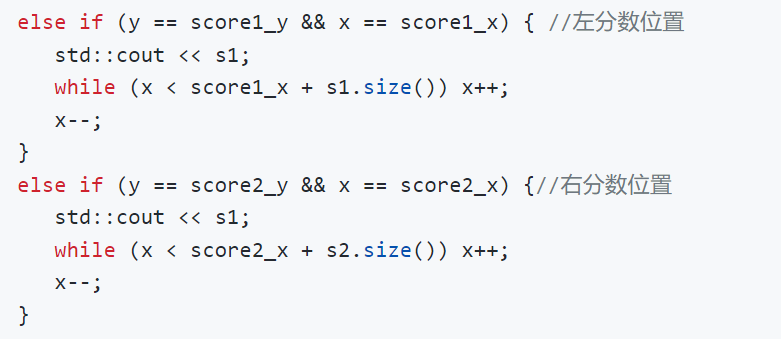 else if (y == score1_y && x == score1_x) { //左分数位置
   std::cout << s1;
   while (x < score1_x + s1.size()) x++;
   x--;
}
else if (y == score2_y && x == score2_x) {//右分数位置
   std::cout << s1;
   while (x < score2_x + s2.size()) x++;
   x--;
}